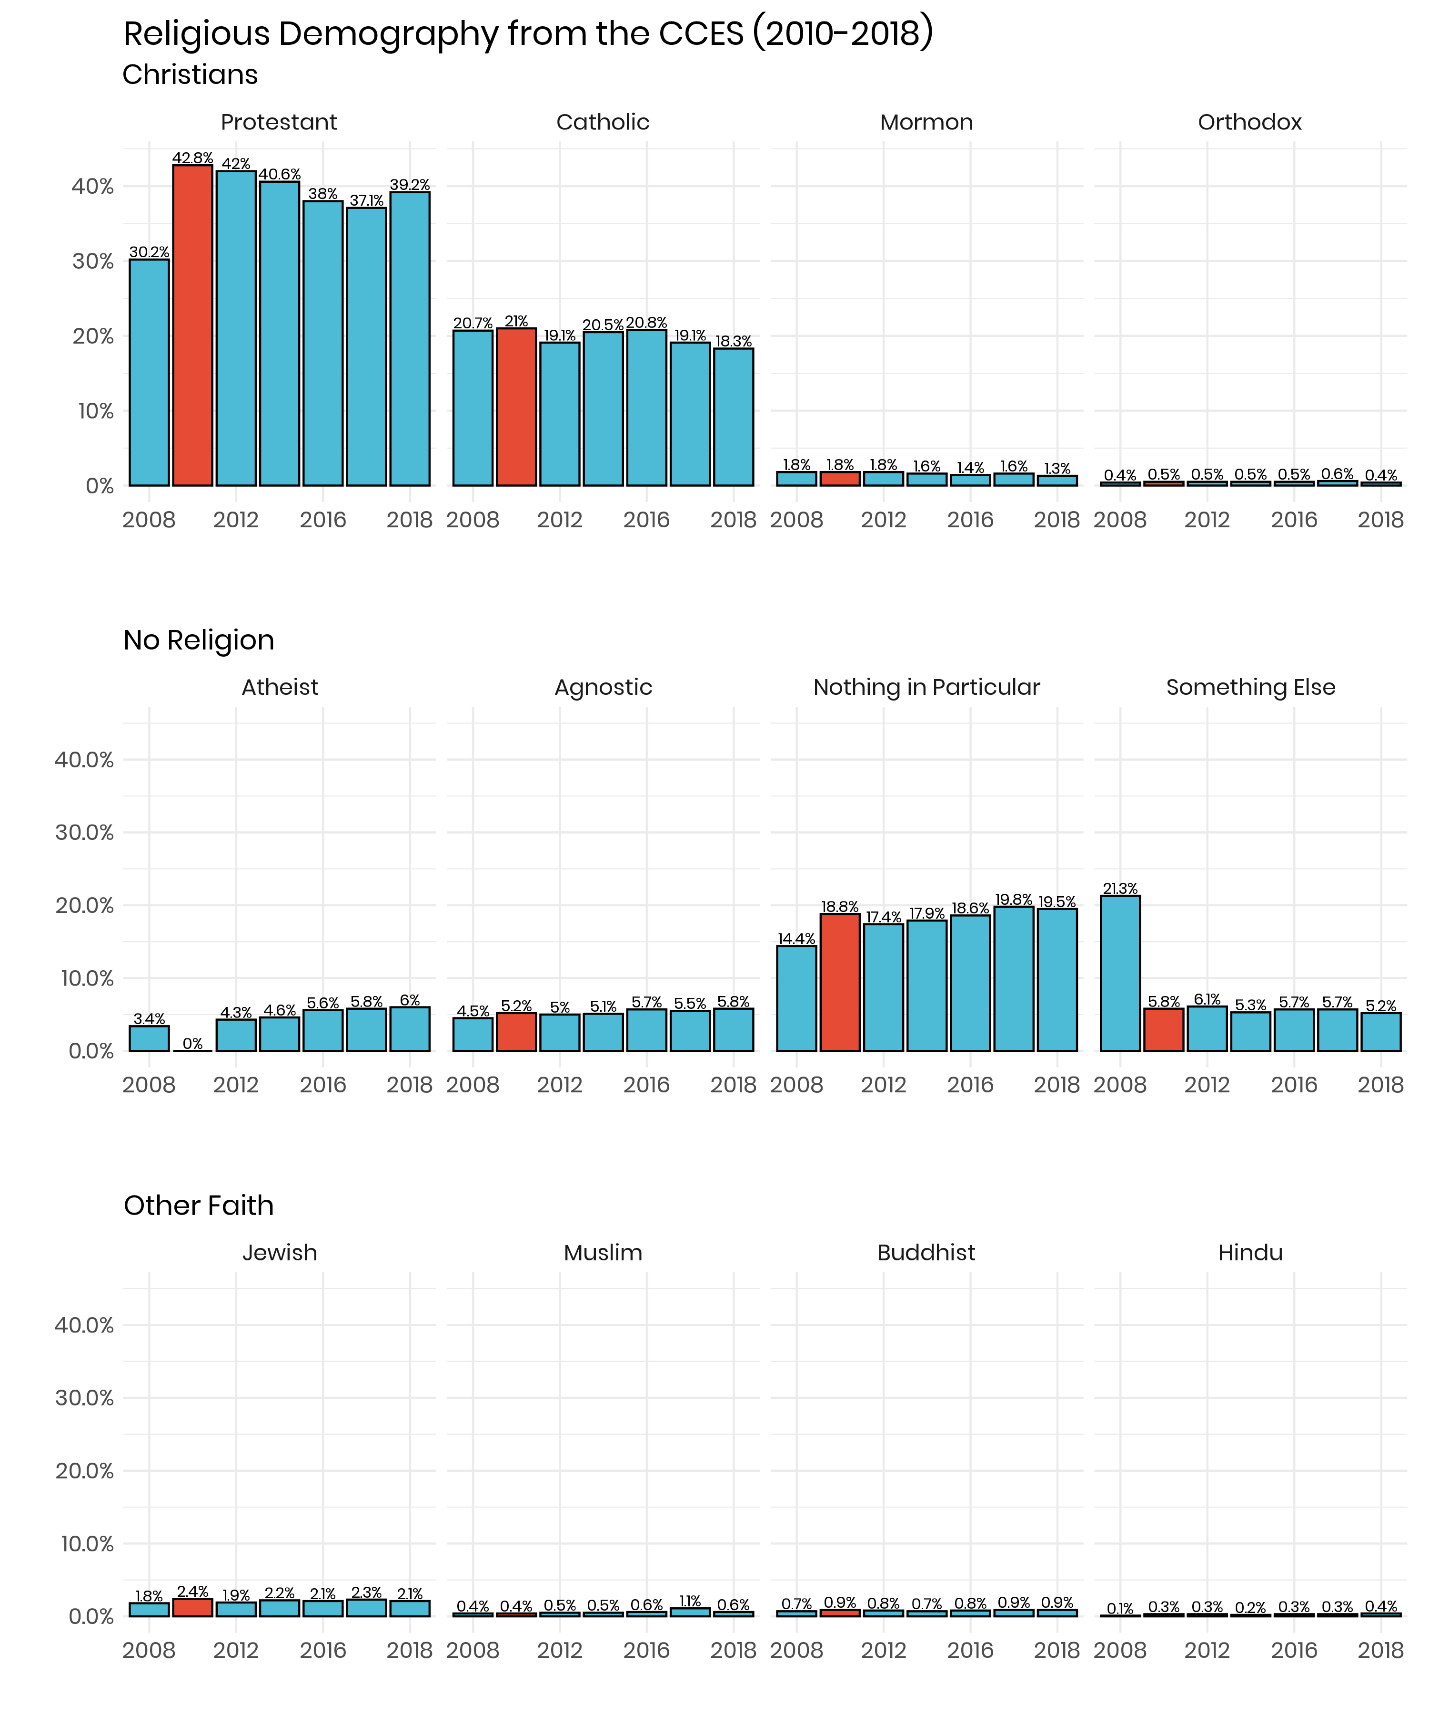 Religious Demography from the CCES (2010-2018)
Christians
Protestant Catholic Mormon Orthodox
40%
30%
20%
10%
0%
30.2% 42.8% 42% 40.6% 38% 37.1% 39.2%
20.7% 21% 19.1% 20.5% 20.8% 19.1% 18.3%
1.8% 1.8% 1.8% 1.6% 1.4% 1.6% 1.3%
0.4% 0.5% 0.5% 0.5% 0.5% 0.6% 0.4%
2008 2012 2016 2018 2008 2012 2016 2018 2008 2012 2016 2018 2008 2012 2016 2018
No Religion
Atheist Agnostic Nothing in Particular Something Else
40.0%
30.0%
20.0%
10.0%
0.0%
3.4% 0% 4.3% 4.6% 5.6% 5.8% 6%
4.5% 5.2% 5% 5.1% 5.7% 5.5% 5.8%
14.4% 18.8% 17.4% 17.9% 18.6% 19.8% 19.5%
21.3% 5.8% 6.1% 5.3% 5.7% 5.7% 5.2%
2008 2012 2016 2018 2008 2012 2016 2018 2008 2012 2016 2018 2008 2012 2016 2018
Other Faith
Jewish Muslim Buddhist Hindu
40.0%
30.0%
20.0%
10.0%
0.0%
1.8% 2.4% 1.9% 2.2% 2.1% 2.3% 2.1%
0.4% 0.4% 0.5% 0.5% 0.6% 1.1% 0.6%
0.7% 0.9% 0.8% 0.7% 0.8% 0.9% 0.9%
0.1% 0.3% 0.3% 0.2% 0.3% 0.3% 0.4%
2008 2012 2016 2018 2008 2012 2016 2018 2008 2012 2016 2018 2008 2012 2016 2018